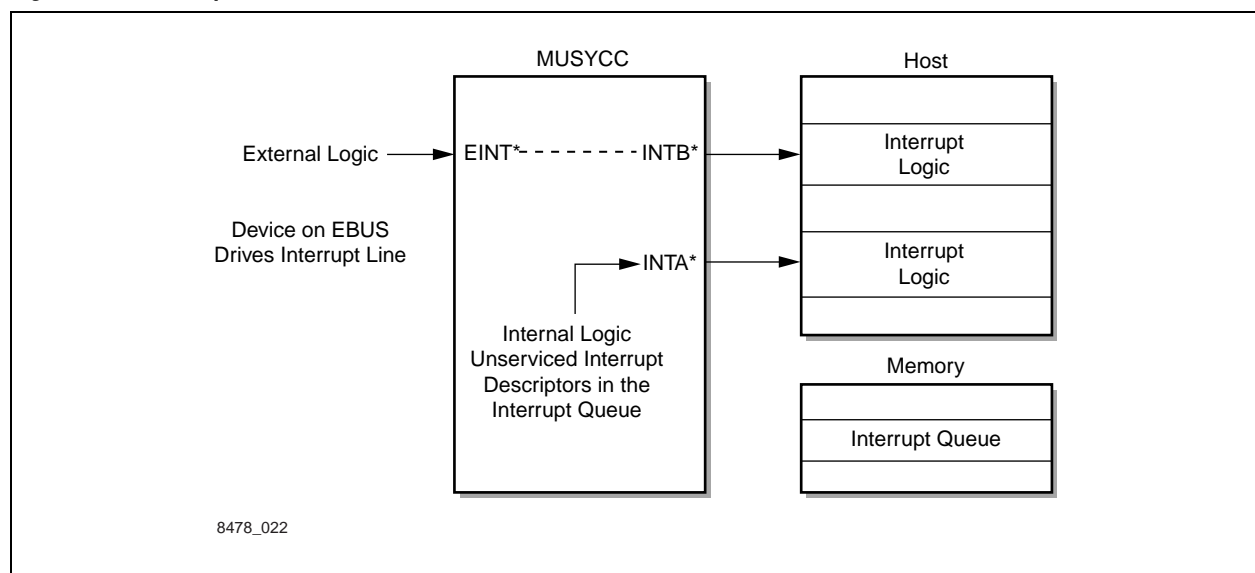 MUSYCC
Host
External Logic
EINT*
INTB*
Interrupt
Logic
Device on EBUS
Drives Interrupt Line
INTA*
Interrupt
Logic
Internal Logic
Unserviced Interrupt
Descriptors in the
Interrupt Queue
Memory
Interrupt Queue
8478_022